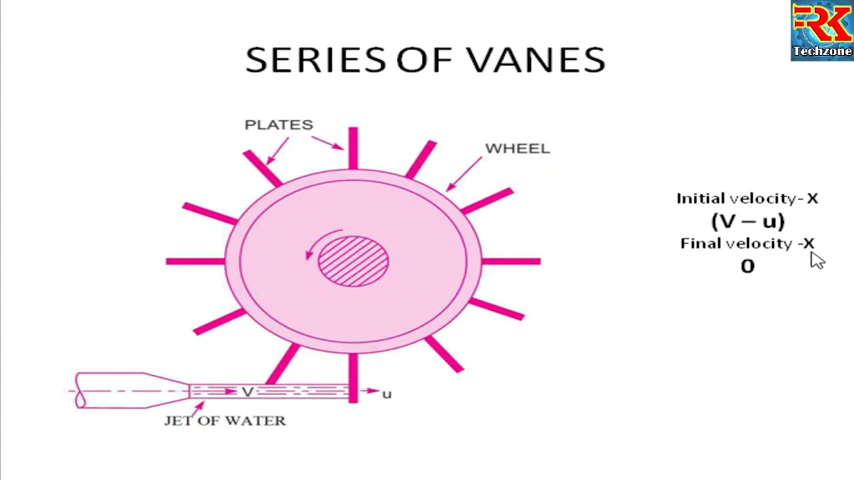 RK
Techzone
SERIES OF VANES
PLATES
WHEEL
Initial velocity- X
(V – u)
Final velocity -X
0
V
u
JET OF WATER